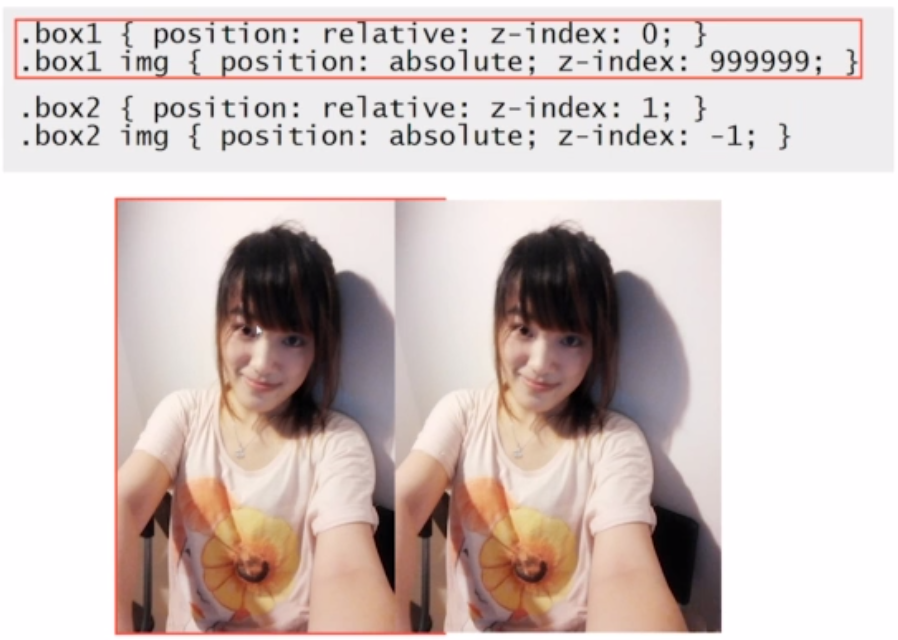 .box1 { position: relative: z-index: 0; }
.box1 img { position: absolute; z-index: 999999; }
.box2 { position: relative: z-index: 1; }
.box2 img { position: absolute; z-index: -1; }